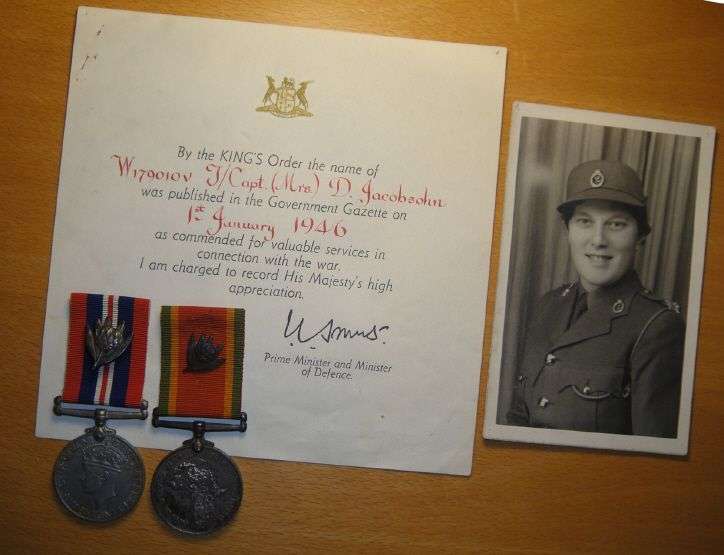 By the KING'S Order the name of
W179010V T/Capt. (Mrs) D. Jacobsohn
was published in the Government Gazette on
1st January 1946
as commended for valuable services in
connection with the war.
I am charged to record His Majesty's high
appreciation.
Prime Minister and Minister
of Defence.